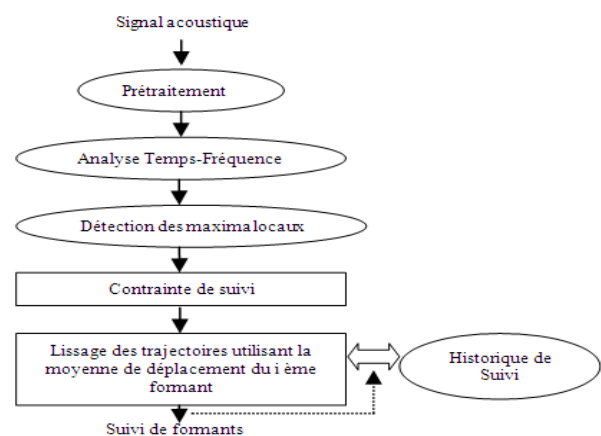 Signal acoustique
Prétraitement
Analyse Temps-Fréquence
Détection des maxima locaux
Contrainte de suivi
Lissage des trajectoires utilisant la
moyenne de déplacement du i ème
formant
Historique de
Suivi
Suivi de formants